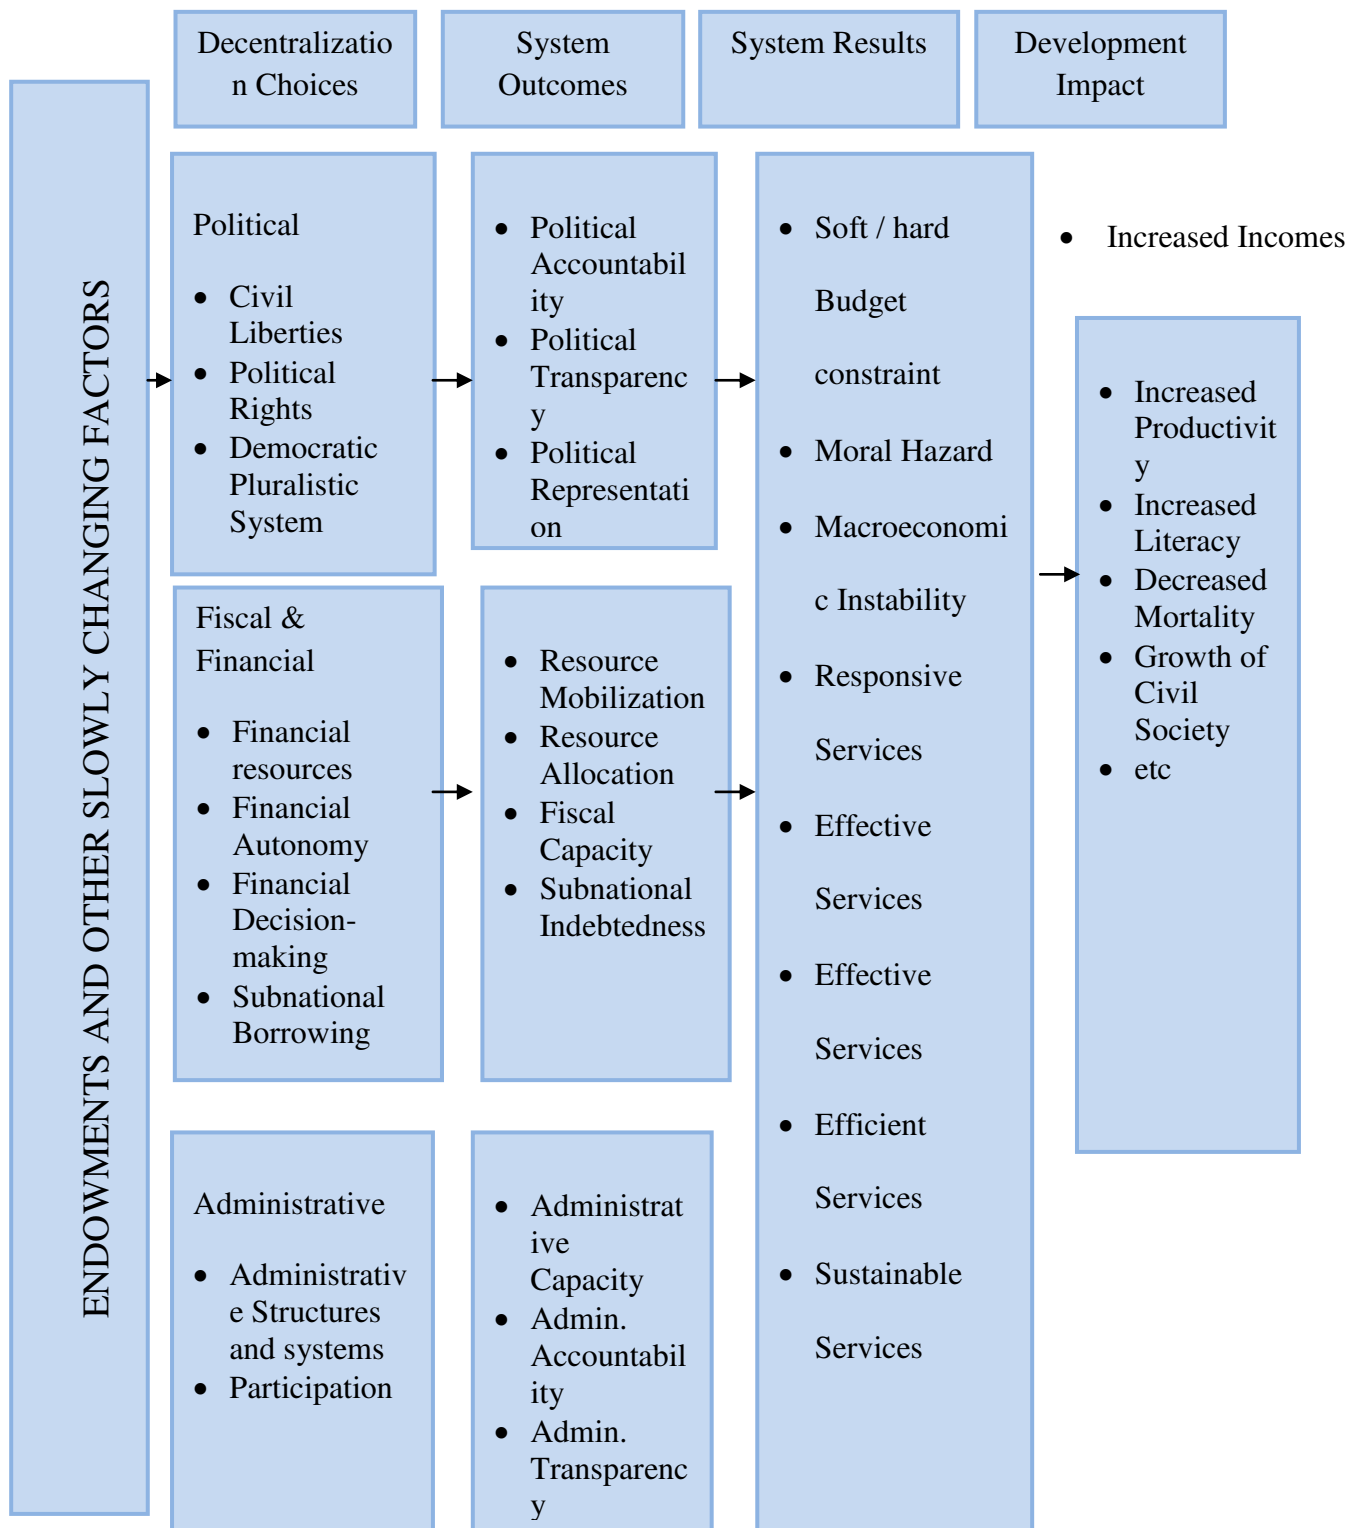 Decentralizatio
n Choices
System
Outcomes
System Results
Development
Impact
ENDOWMENTS AND OTHER SLOWLY CHANGING FACTORS
Political
• Civil
Liberties
• Political
Rights
• Democratic
Pluralistic
System
• Political
Accountabil
ity
• Political
Transparenc
y
• Political
Representati
on
Fiscal &
Financial
• Financial
resources
• Financial
Autonomy
• Financial
Decision-
making
• Subnational
Borrowing
• Resource
Mobilization
• Resource
Allocation
• Fiscal
Capacity
• Subnational
Indebtedness
Administrative
• Administrativ
e Structures
and systems
• Participation
• Administrat
ive
Capacity
• Admin.
Accountabil
ity
• Admin.
Transparenc
y
• Soft / hard
Budget
constraint
• Moral Hazard
• Macroeconomi
c Instability
• Responsive
Services
• Effective
Services
• Effective
Services
• Efficient
Services
• Sustainable
Services
• Increased Incomes
• Increased
Productivit
y
• Increased
Literacy
• Decreased
Mortality
• Growth of
Civil
Society
• etc